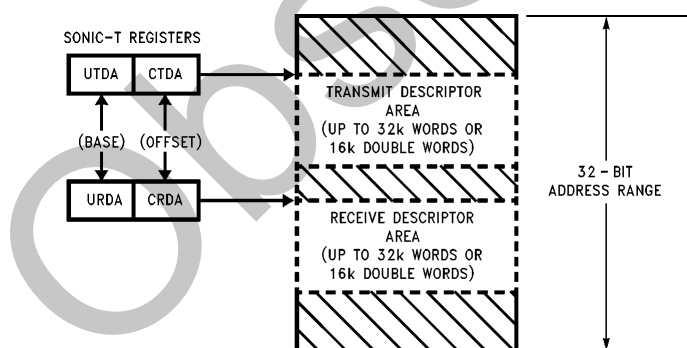 SONIC-T REGISTERS
UTDA CTDA
(BASE) (OFFSET)
URDA CRDA
TRANSMIT DESCRIPTOR
AREA
(UP TO 32k WORDS OR
16k DOUBLE WORDS)
RECEIVE DESCRIPTOR
AREA
(UP TO 32k WORDS OR
16k DOUBLE WORDS)
32-BIT
ADDRESS RANGE